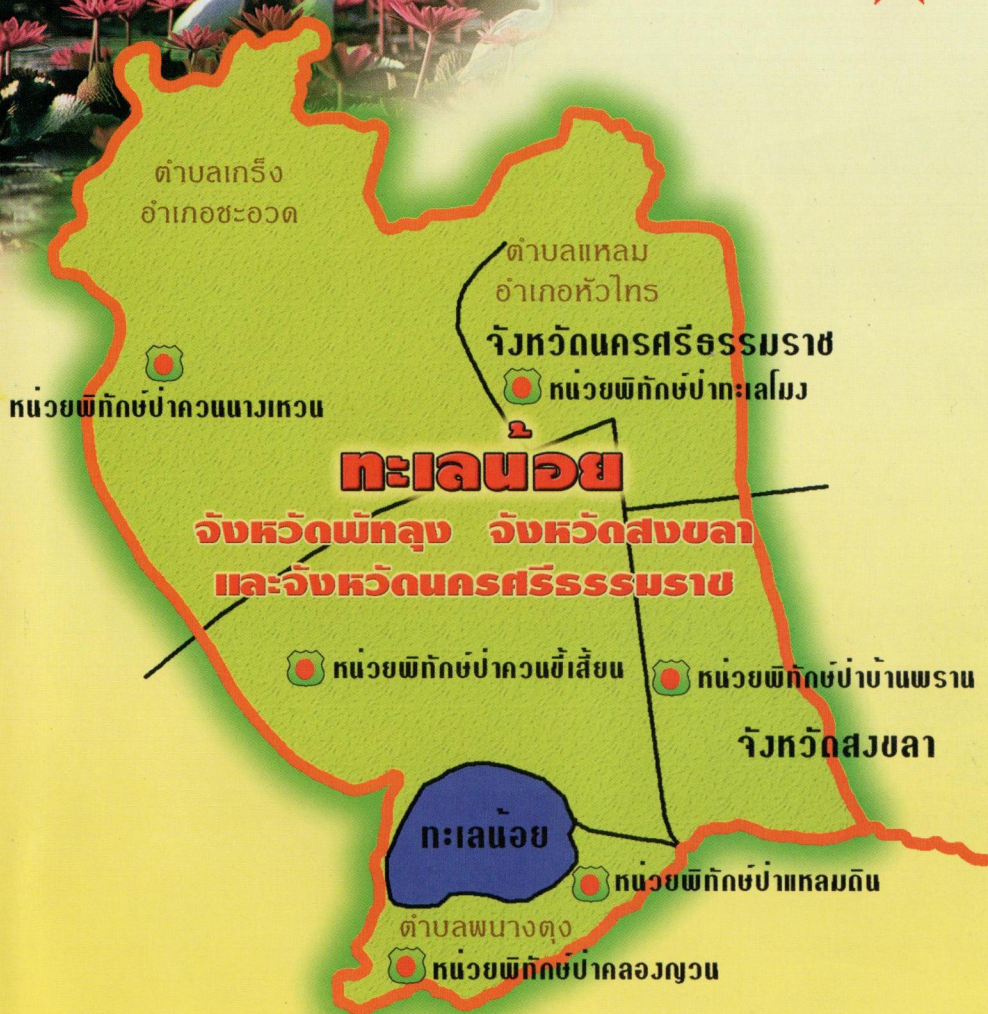 ตำบลเกร็ง
อำเภอชะอวด
ตำบลแหลม
อำเภอหัวไทร
จังหวัดนครศรีธรรมราช
หน่วยพิทักษ์ป่าทะเลโมง
หน่วยพิทักษ์ป่าควนนางเหวน
ทะเลน้อย
จังหวัดพัทลุง จังหวัดสงขลา
และจังหวัดนครศรีธรรมราช
หน่วยพิทักษ์ป่าควนขี้เสี้ยน
หน่วยพิทักษ์ป่าบ้านพราน
จังหวัดสงขลา
ทะเลน้อย
หน่วยพิทักษ์ป่าแหลมดิน
ตำบลพนางตุง
หน่วยพิทักษ์ป่าคลองญวน